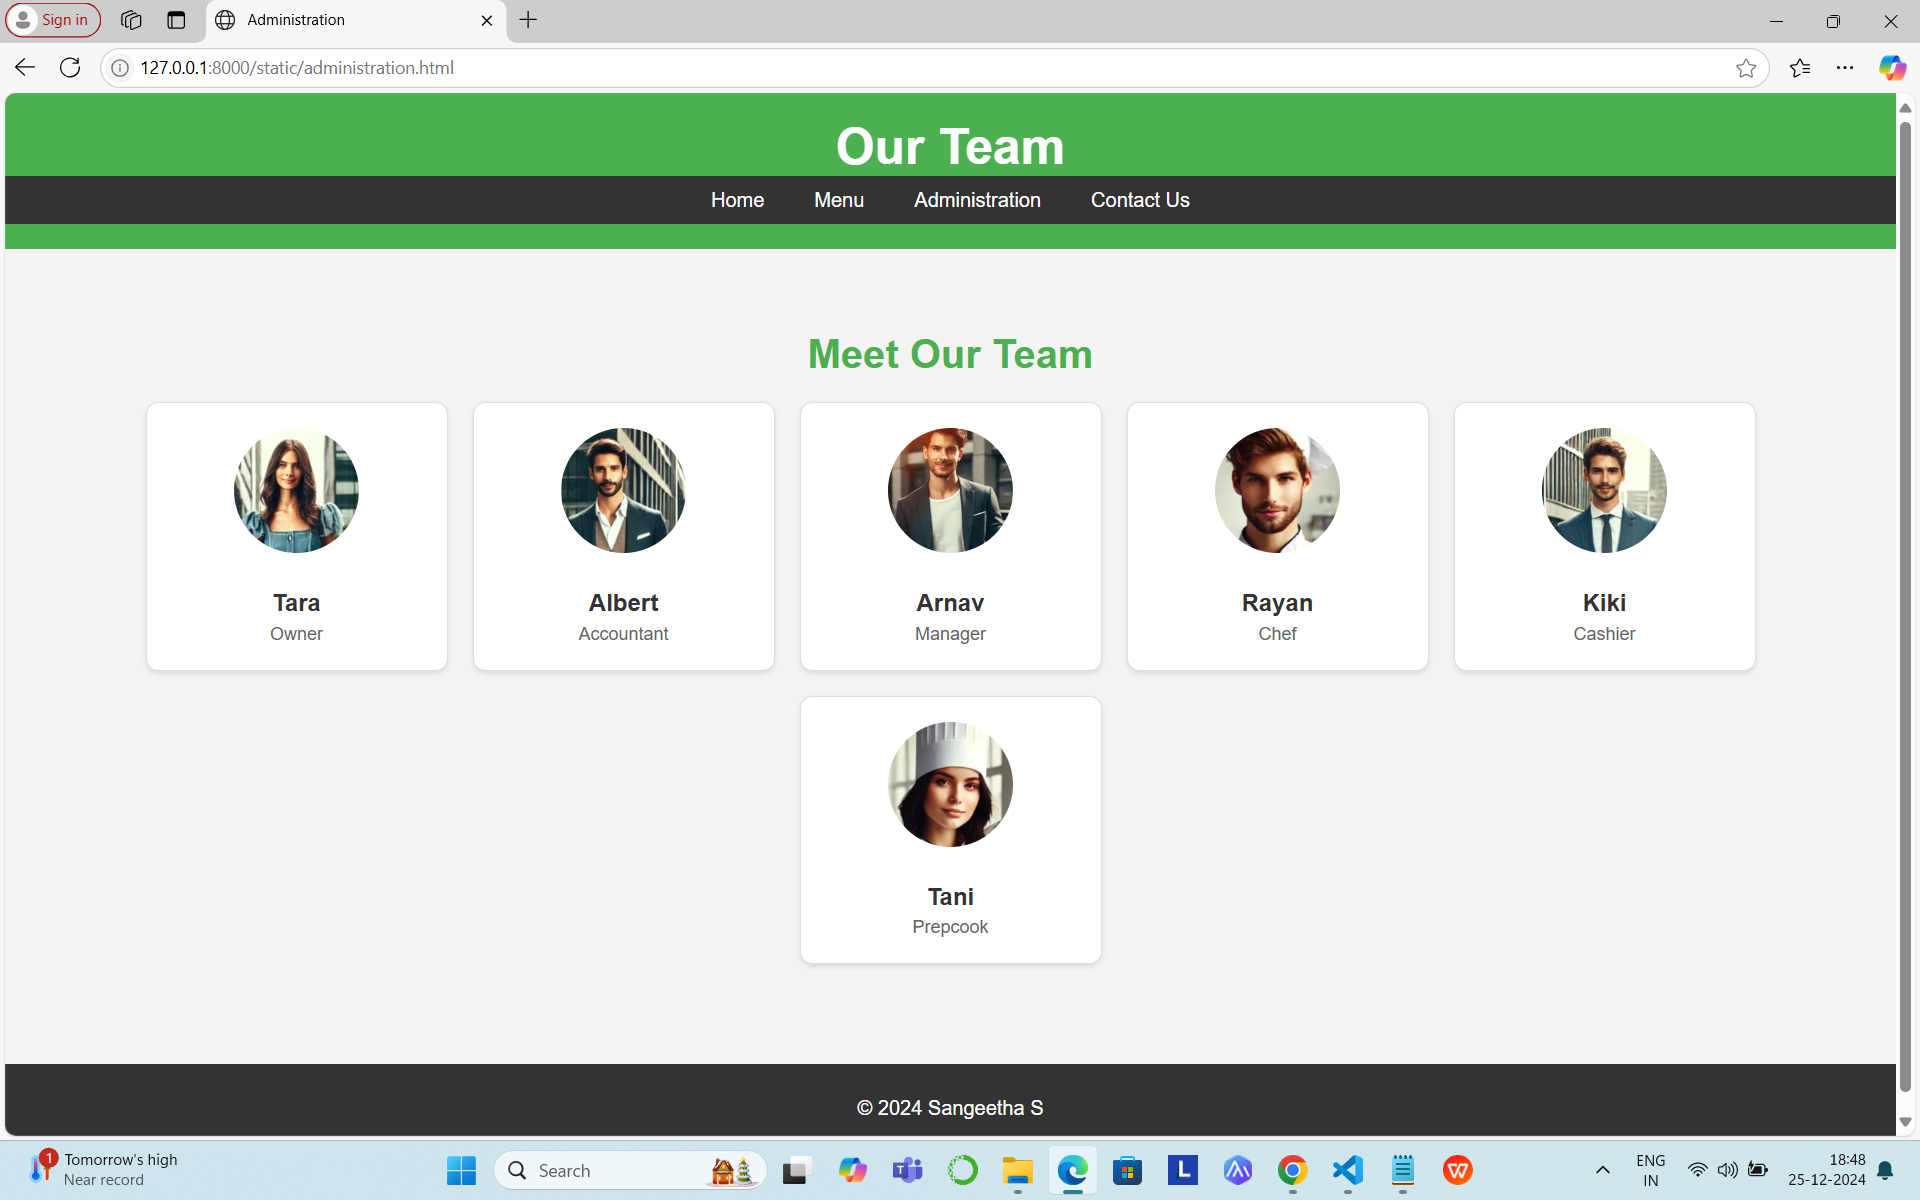 Sign in
Administration
127.0.0.1:8000/static/administration.html
Our Team
Home Menu Administration Contact Us
Meet Our Team
Tara
Owner
Albert
Accountant
Arnav
Manager
Rayan
Chef
Kiki
Cashier
Tani
Prepcook
© 2024 Sangeetha S
1
Tomorrow's high
Near record
Search
T
L
W
ENG
IN
18:48
25-12-2024